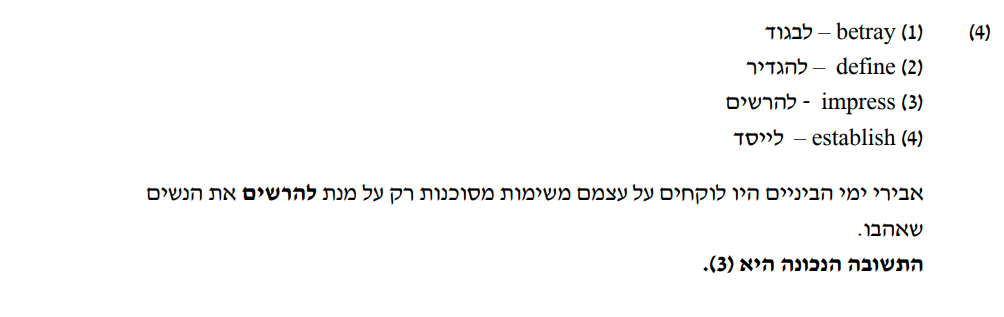 (4) (1) betray – לבגוד
(2) define – להגדיר
(3) impress - להרשים
(4) establish – לייסד
אבירי ימי הביניים היו לוקחים על עצמם משימות מסוכנות רק על מנת להרשים את הנשים
שאהבו.
התשובה הנכונה היא (3).